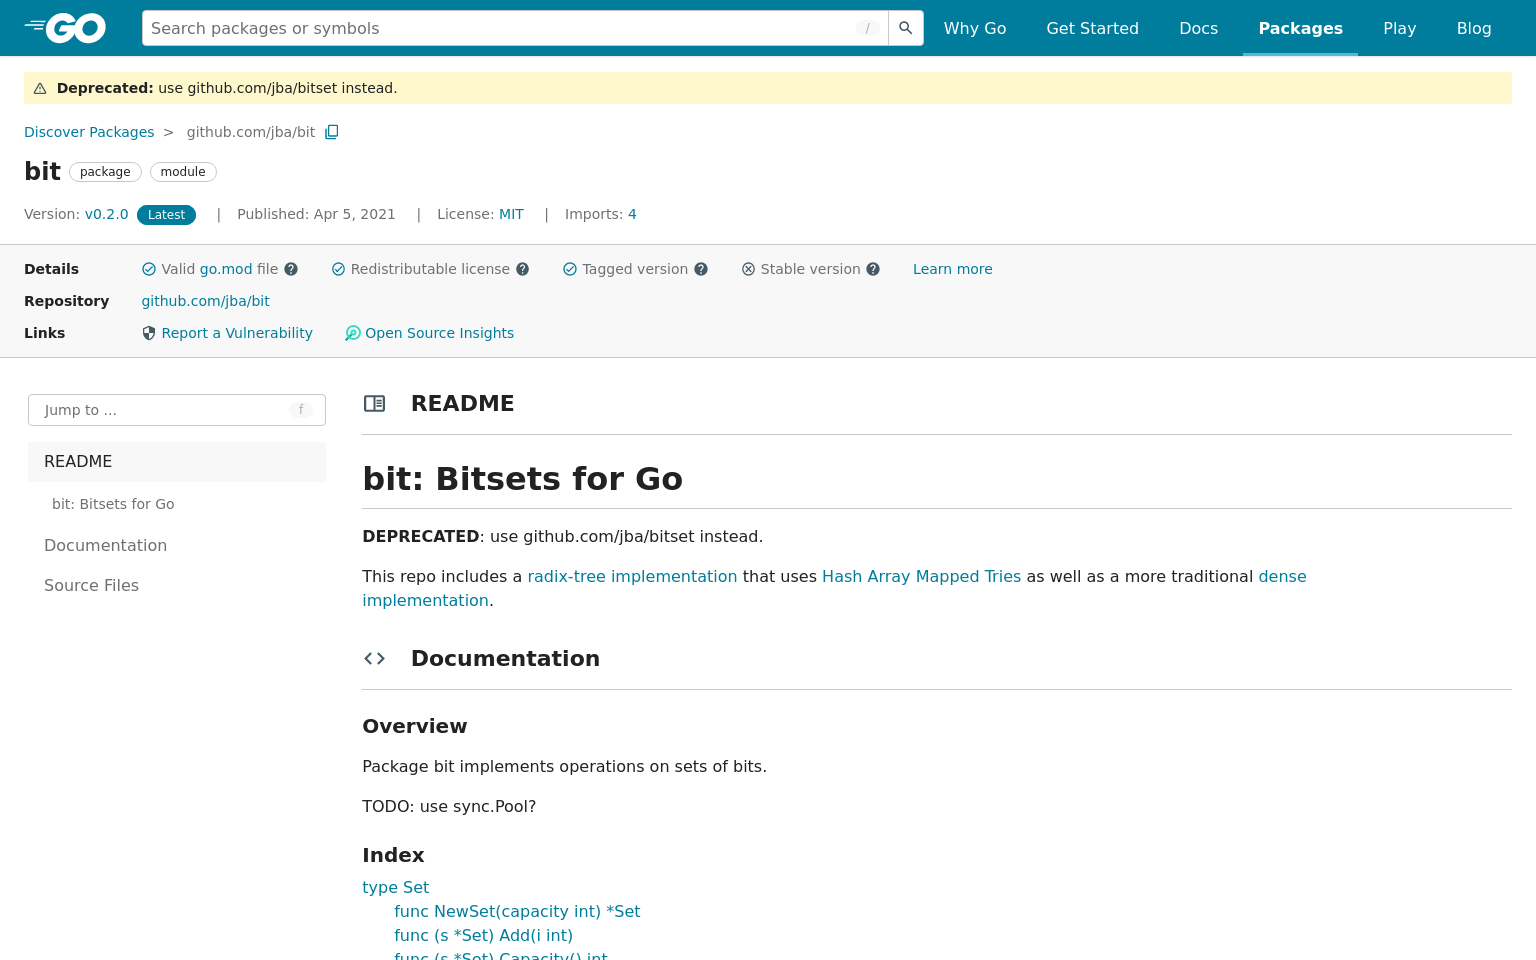 GO
Search packages or symbols /
Why Go Get Started Docs Packages Play Blog
Deprecated: use github.com/jba/bitset instead.
Discover Packages > github.com/jba/bit
bit package module
Version: v0.2.0 Latest | Published: Apr 5, 2021 | License: MIT | Imports: 4
Details Valid go.mod file Redistributable license Tagged version Stable version Learn more
Repository github.com/jba/bit
Links Report a Vulnerability Open Source Insights
Jump to ... f
README
bit: Bitsets for Go
Documentation
Source Files
README
bit: Bitsets for Go
DEPRECATED: use github.com/jba/bitset instead.
This repo includes a radix-tree implementation that uses Hash Array Mapped Tries as well as a more traditional dense
implementation.
Documentation
Overview
Package bit implements operations on sets of bits.
TODO: use sync.Pool?
Index
type Set
func NewSet(capacity int) *Set
func (s *Set) Add(i int)
func (s *Set) Capacity() int